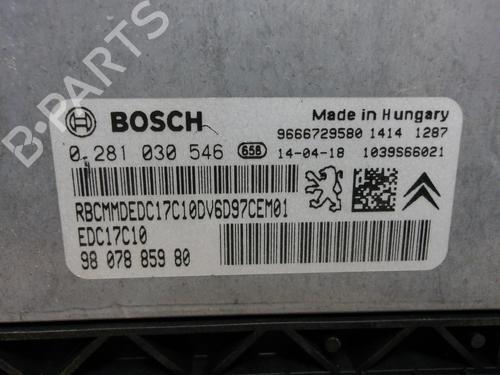 BOSCH
Made in Hungary
9666729580 1414 1287
0 281 030 546 658 14-04-18 1039S66021
RBCMMDEDC17C10DV6D97CEM01
EDC17C10
98 078 859 80
B-PARTS